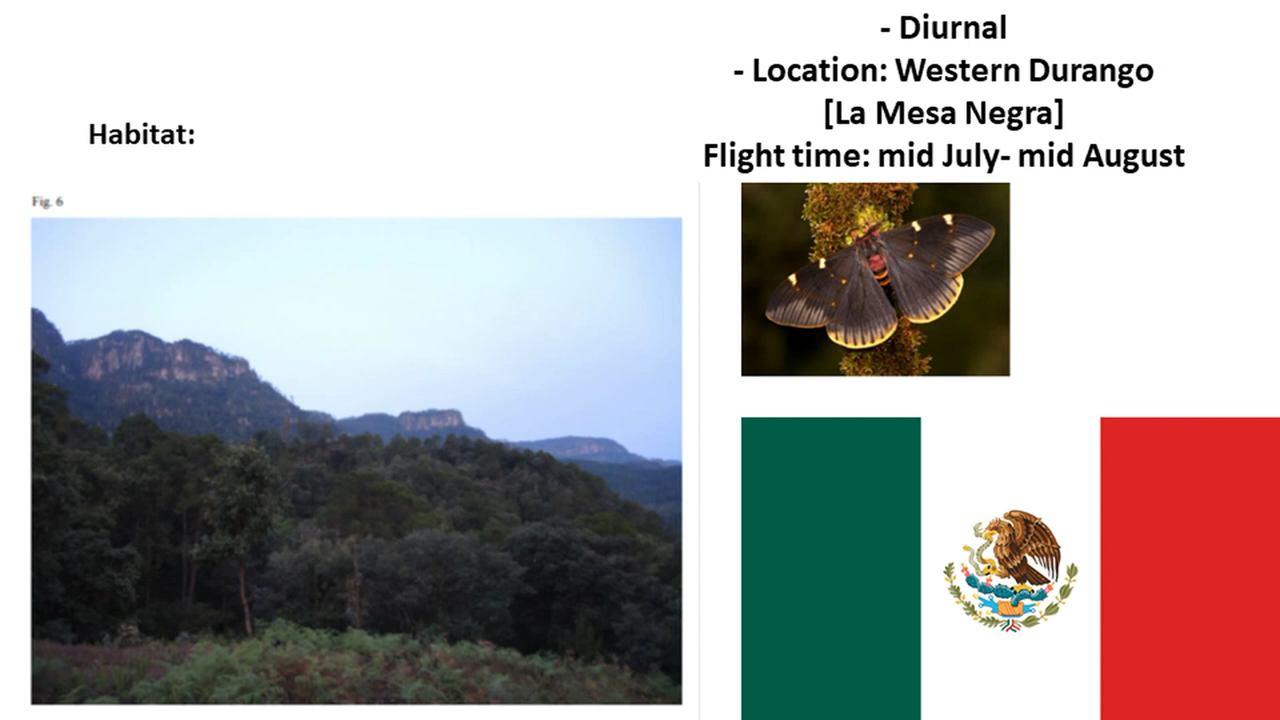 - Diurnal
- Location: Western Durango
[La Mesa Negra]
Flight time: mid July- mid August
Habitat:
Fig. 6